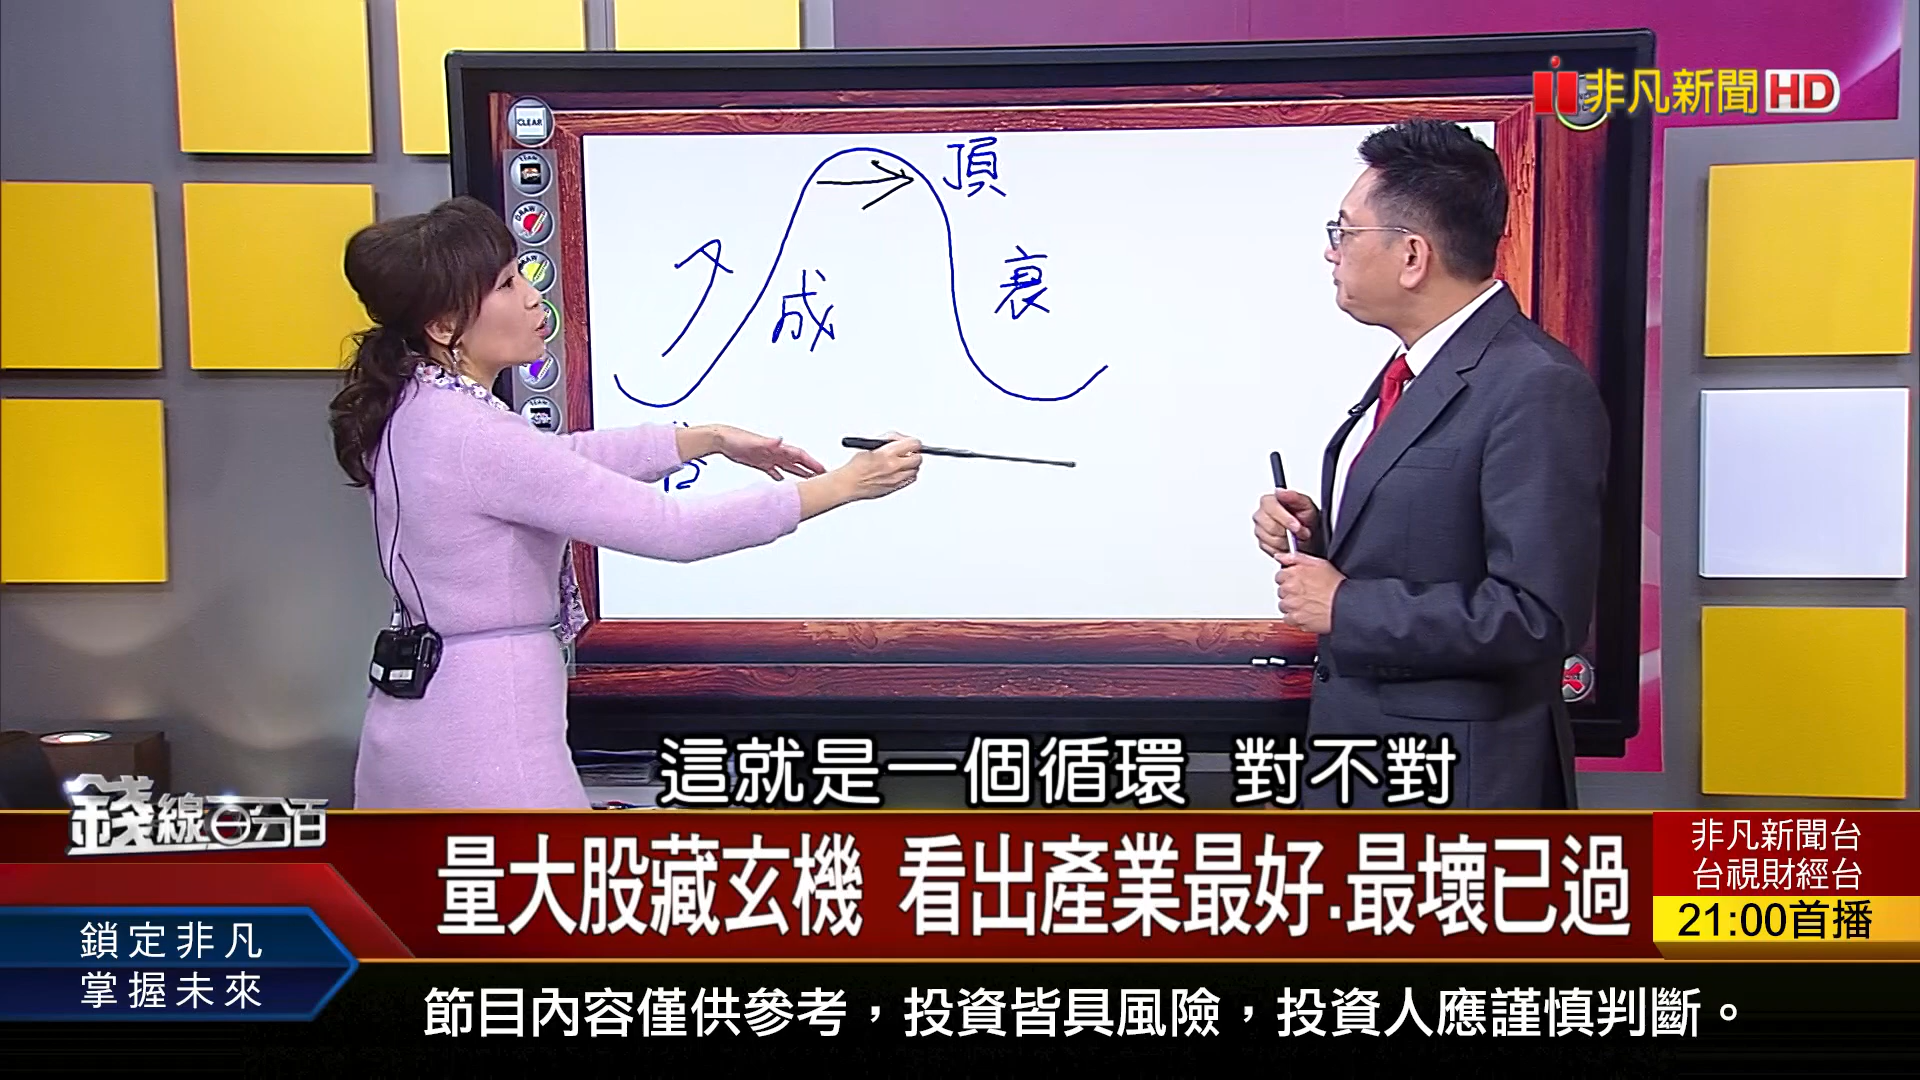 非凡新聞HD
CLEAR
DRAW
頂
成
衰
這就是一個循環 對不對
錢線百分百
量大股藏玄機 看出產業最好.最壞已過
非凡新聞台
台視財經台
21:00首播
鎖定非凡
掌握未來
節目內容僅供參考，投資皆具風險，投資人應謹慎判斷。